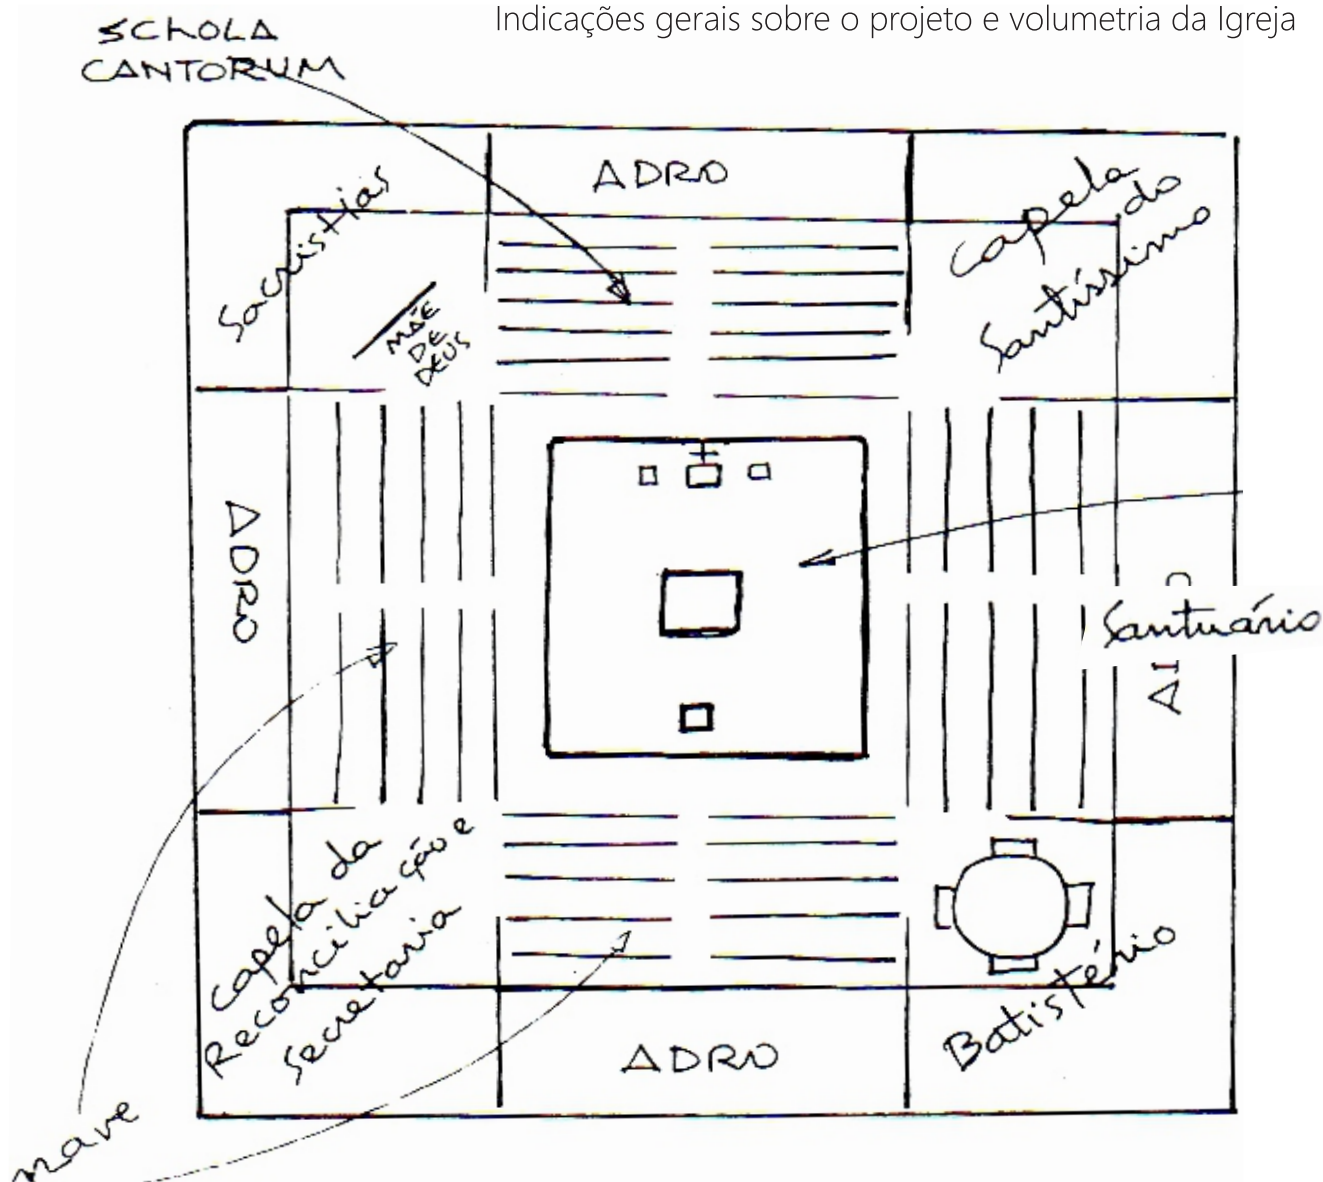 Indicações gerais sobre o projeto e volumetria da Igreja
SCHOLA
CANTORUM
ADRO
Sacristias
Capela
do
Santíssimo
MÃE
DE
DEUS
ADRO
Santuário
Capela da
Reconciliação e
Secretaria
Batistério
ADRO
nave